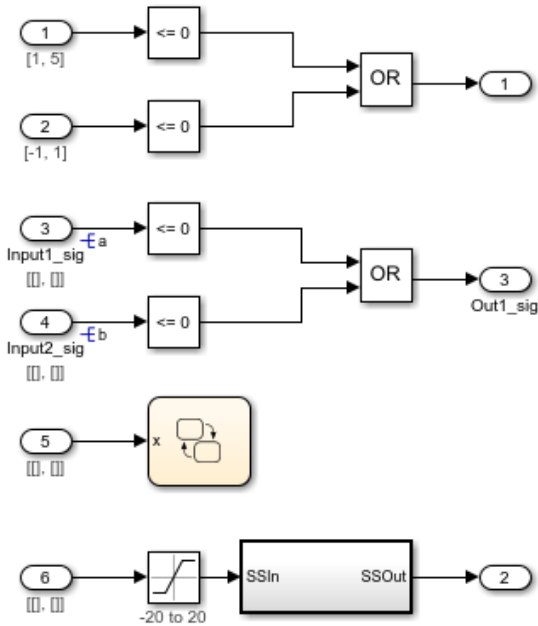 1
<= 0
[1, 5]
OR
1
2
<= 0
[-1, 1]
3
a
<= 0
Input1_sig
[[], []]
OR
3
Out1_sig
4
b
<= 0
Input2_sig
[[], []]
5
x
[[], []]
6
SSIn
SSOut
2
[[], []]
-20 to 20